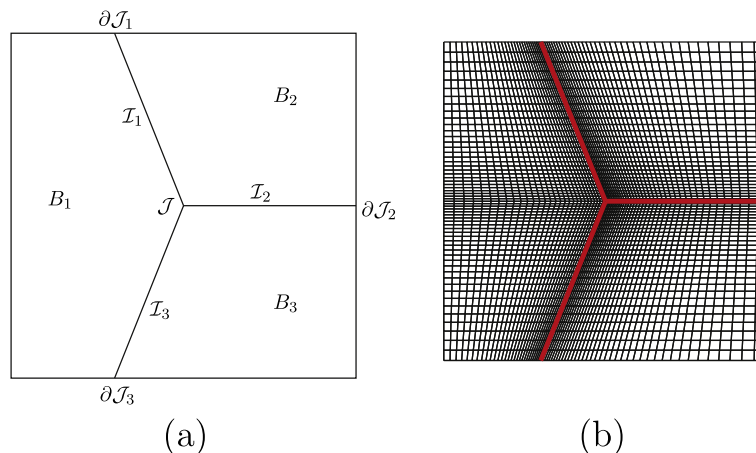 ∂𝒥₁
B₂
ℐ₁
B₁
𝒥
ℐ₂
∂𝒥₂
ℐ₃
B₃
∂𝒥₃
(a)
(b)